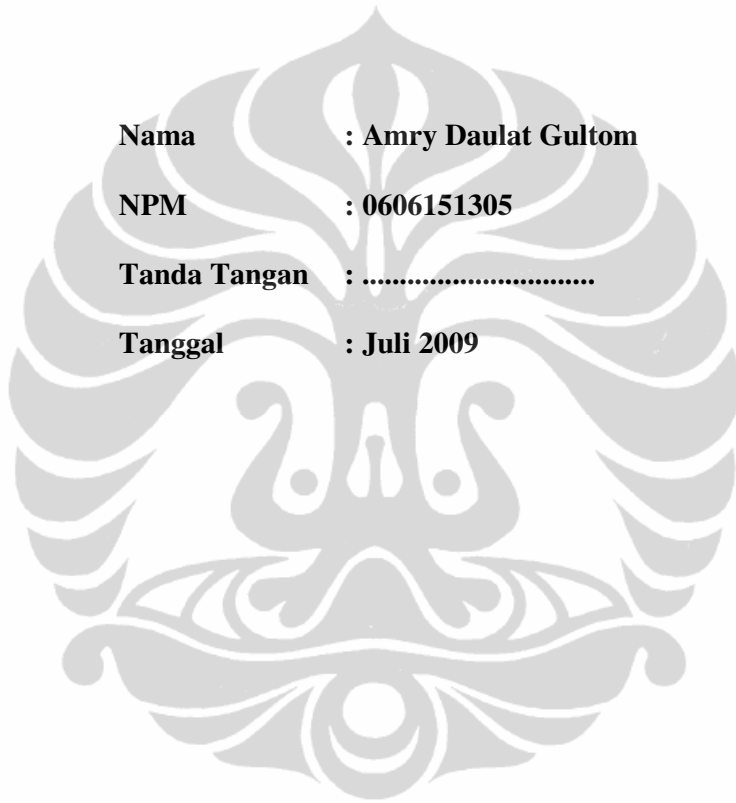 Nama : Amry Daulat Gultom
NPM : 0606151305
Tanda Tangan : ...............................
Tanggal : Juli 2009